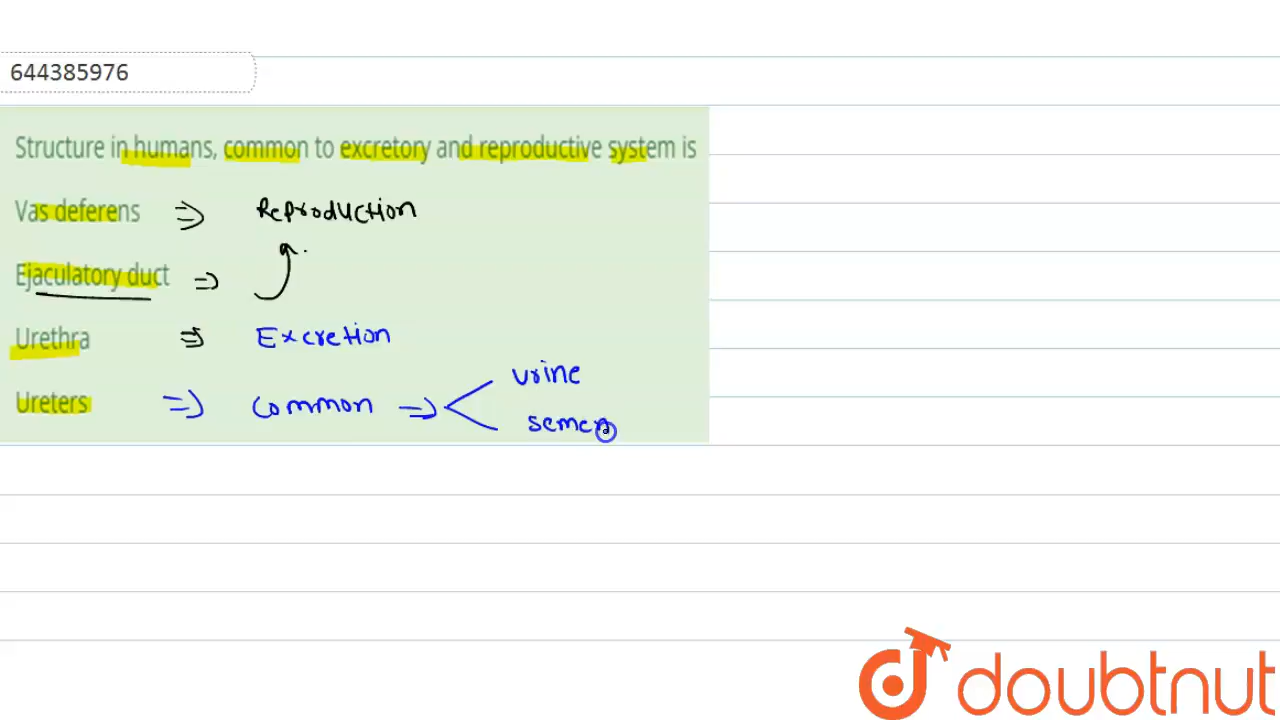 644385976
Structure in humans, common to excretory and reproductive system is
Vas deferens ⇒ Reproduction
Ejaculatory duct ⇒
Urethra ⇒ Excretion
Ureters ⇒ Common ⇒ urine
semen
doubtnut